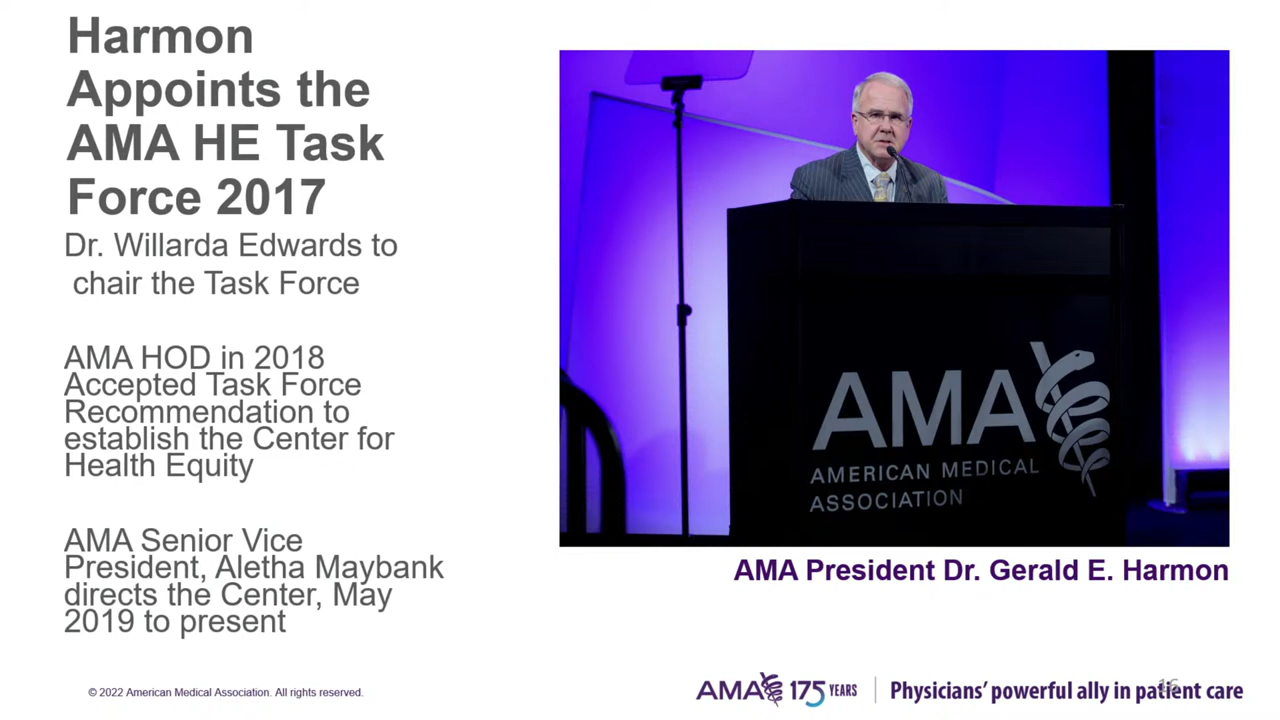 Harmon
Appoints the
AMA HE Task
Force 2017
Dr. Willarda Edwards to
chair the Task Force
AMA HOD in 2018
Accepted Task Force
Recommendation to
establish the Center for
Health Equity
AMA Senior Vice
President, Aletha Maybank
directs the Center, May
2019 to present
AMA
AMERICAN MEDICAL
ASSOCIATION
AMA President Dr. Gerald E. Harmon
© 2022 American Medical Association. All rights reserved.
AMA 175 YEARS
Physicians’ powerful ally in patient care
16